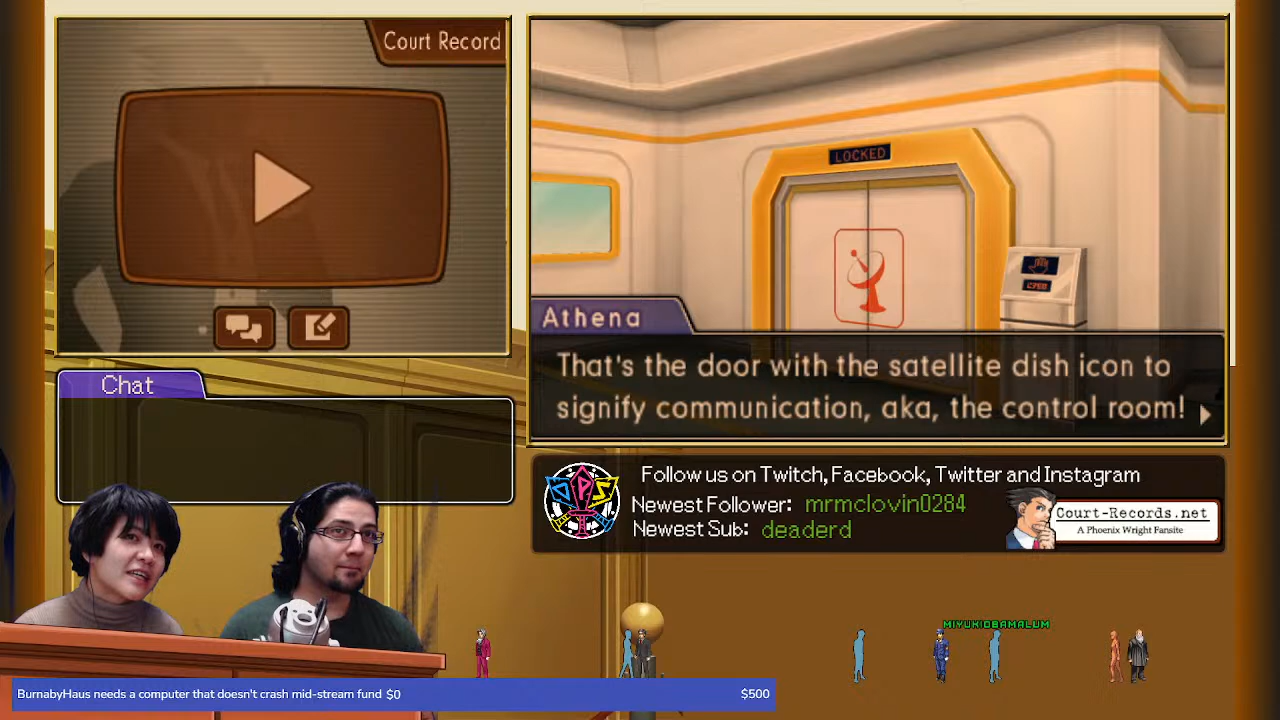 Court Record
LOCKED
Athena
That's the door with the satellite dish icon to
signify communication, aka, the control room!
Chat
Follow us on Twitch, Facebook, Twitter and Instagram
Newest Follower: mrmclovin0284
Newest Sub: deaderd
Court-Records.net
A Phoenix Wright Fansite
MIYUKIOBAMALUM
BurnabyHaus needs a computer that doesn't crash mid-stream fund $0
$500